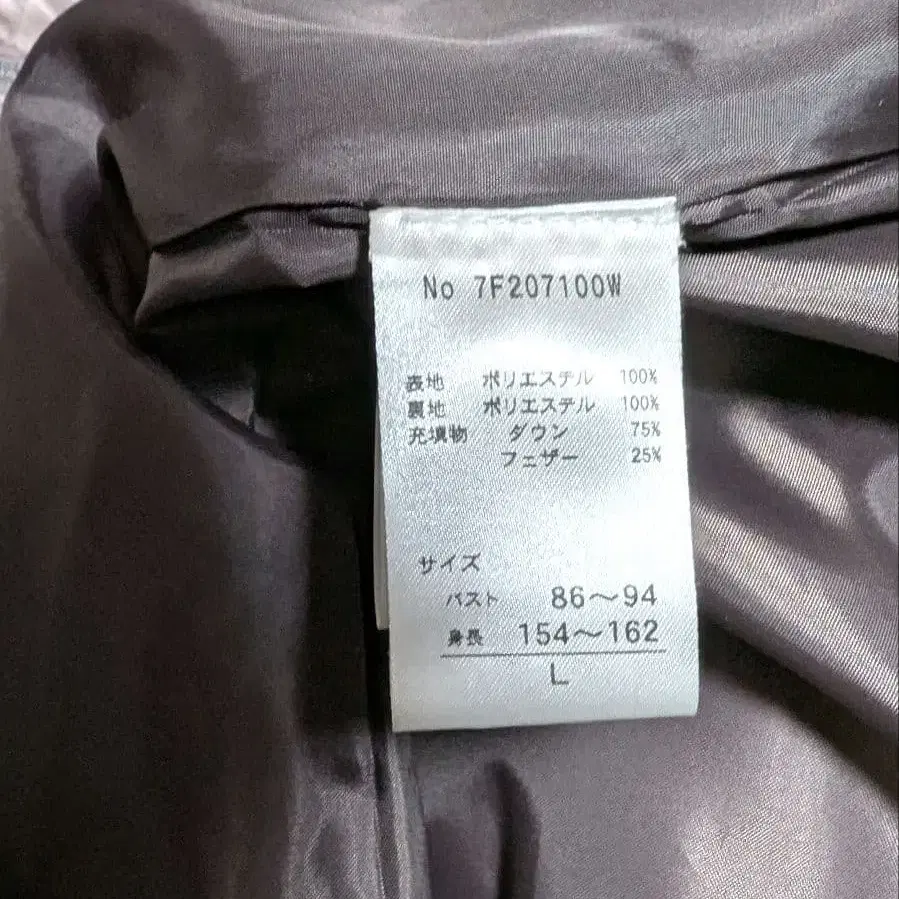 No 7F207100W
表地 ポリエステル 100%
裏地 ポリエステル 100%
充填物 ダウン 75%
フェザー 25%
サイズ
バスト 86～94
身長 154～162
L